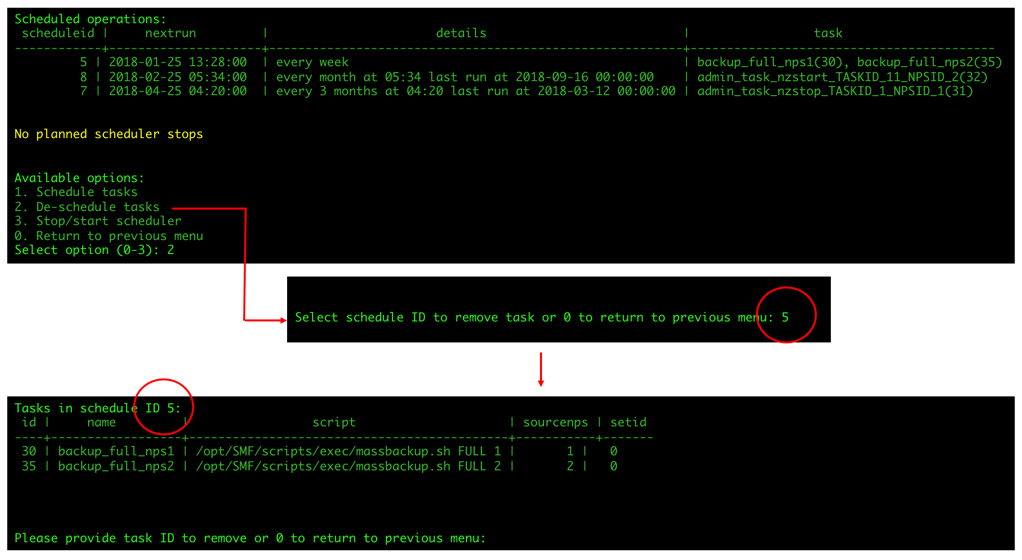 Scheduled operations:
scheduleid | nextrun | details | task
------------+---------------------+-------------------------------------------------------+----------------------------------------
5 | 2018-01-25 13:28:00 | every week | backup_full_nps1(30), backup_full_nps2(35)
8 | 2018-02-25 05:34:00 | every month at 05:34 last run at 2018-09-16 00:00:00 | admin_task_nzstart_TASKID_11_NPSID_2(32)
7 | 2018-04-25 04:20:00 | every 3 months at 04:20 last run at 2018-03-12 00:00:00 | admin_task_nzstop_TASKID_1_NPSID_1(31)
No planned scheduler stops
Available options:
1. Schedule tasks
2. De-schedule tasks
3. Stop/start scheduler
0. Return to previous menu
Select option (0-3): 2
Select schedule ID to remove task or 0 to return to previous menu: 5
Tasks in schedule ID 5:
id | name | script | sourcenps | setid
----+------------------+------------------------------------------+-----------+-------
30 | backup_full_nps1 | /opt/SMF/scripts/exec/massbackup.sh FULL 1 | 1 | 0
35 | backup_full_nps2 | /opt/SMF/scripts/exec/massbackup.sh FULL 2 | 2 | 0
Please provide task ID to remove or 0 to return to previous menu: